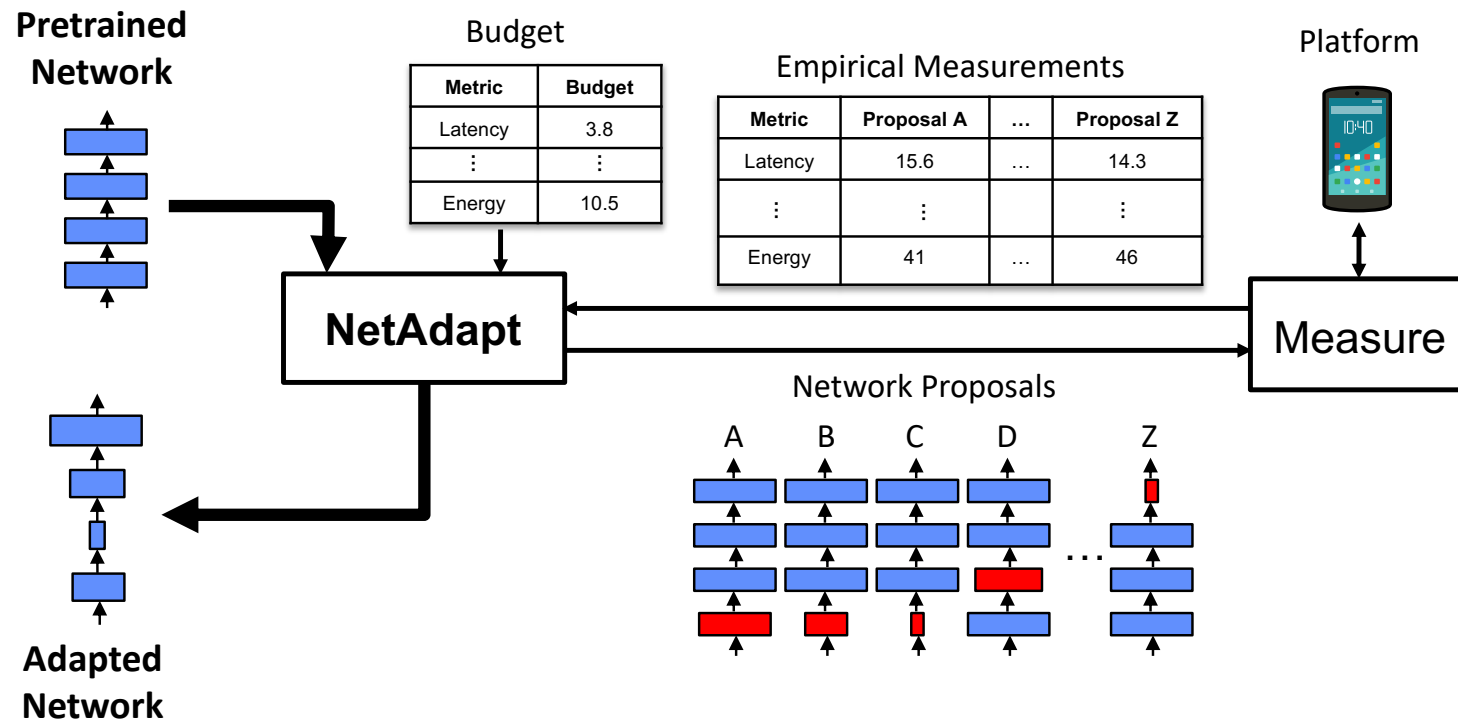 Pretrained
Network
Budget
Metric Budget
Latency 3.8
⋮ ⋮
Energy 10.5
Empirical Measurements
Metric Proposal A ... Proposal Z
Latency 15.6 ... 14.3
⋮ ⋮ ⋮
Energy 41 ... 46
Platform
10:40
NetAdapt
Measure
Network Proposals
A B C D Z
...
Adapted
Network